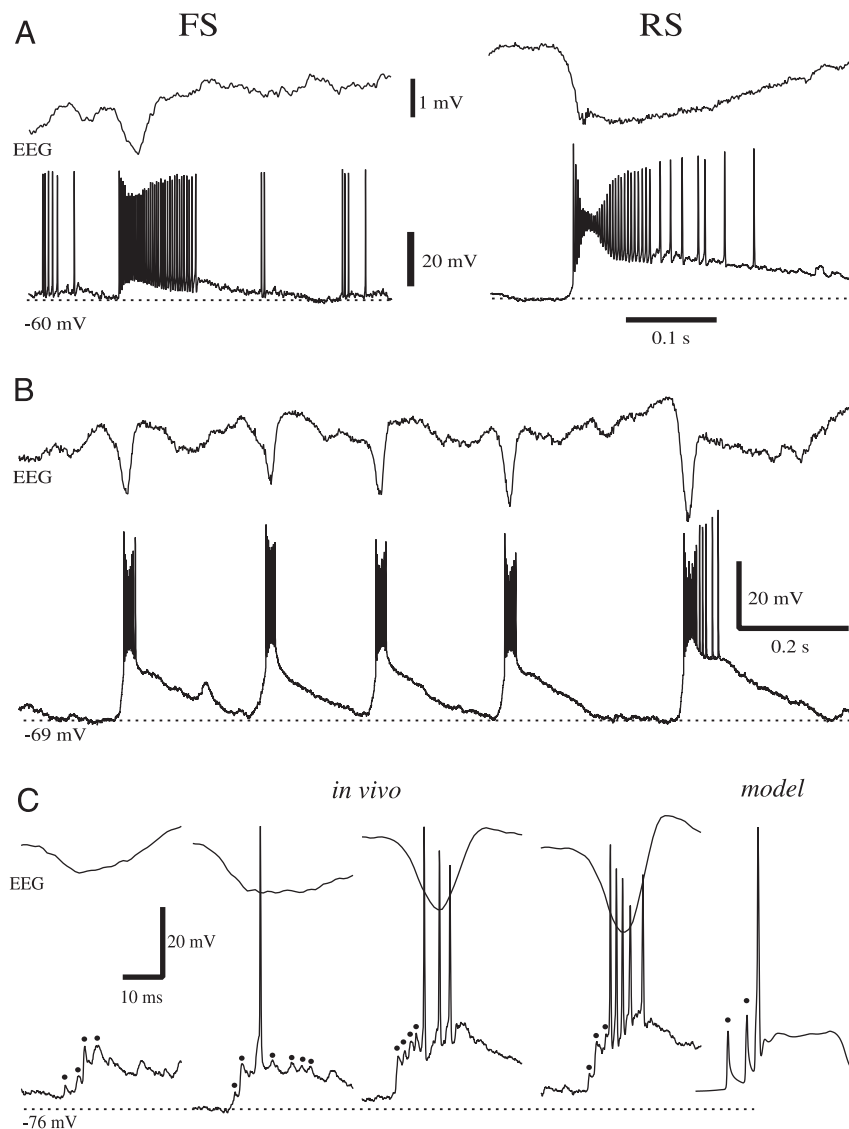 A
FS
RS
1 mV
EEG
20 mV
-60 mV
0.1 s
B
EEG
20 mV
0.2 s
-69 mV
C
in vivo
model
EEG
20 mV
10 ms
-76 mV